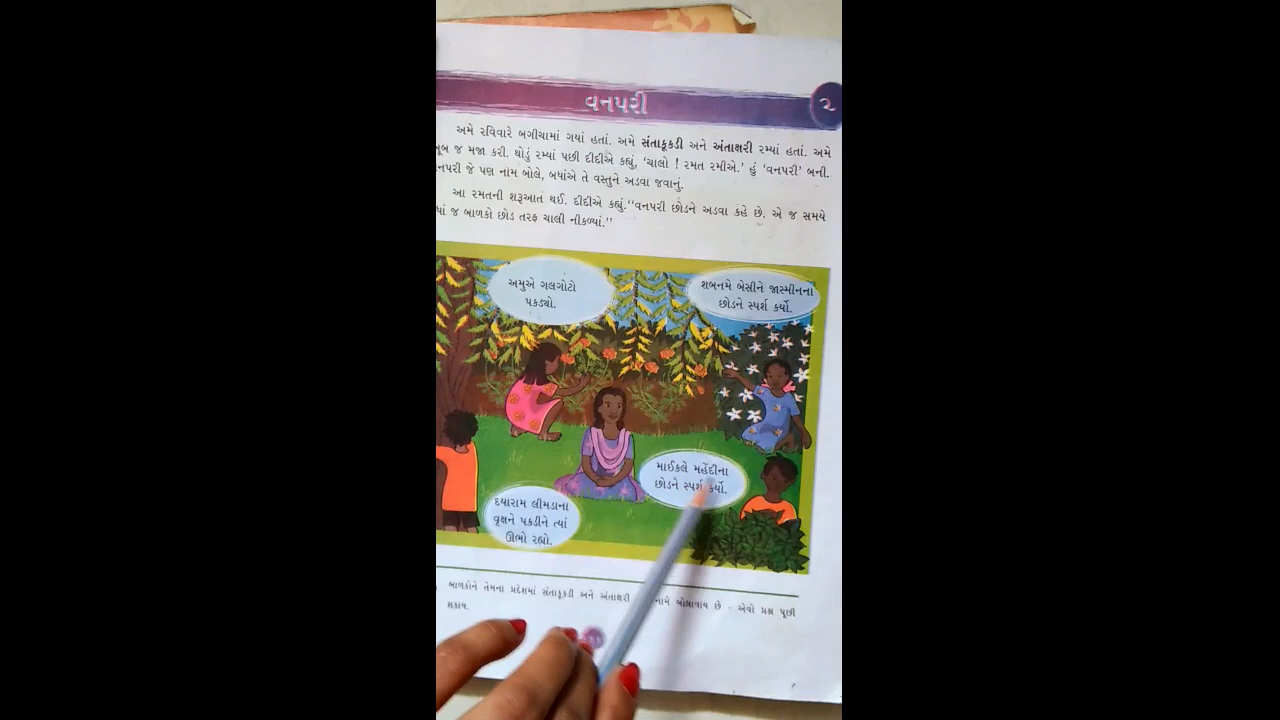 વનપરી
૨
અમે રવિવારે બગીચામાં ગયાં હતાં. અમે સંતાકૂકડી અને અંતાક્ષરી રમ્યાં હતાં. અમે
ખૂબ જ મજા કરી. થોડું રમ્યાં પછી દીદીએ કહ્યું, ‘ચાલો ! રમત રમીએ.’ હું ‘વનપરી’ બની.
વનપરી જે પણ નામ બોલે, બધાંએ તે વસ્તુને અડવા જવાનું.
આ રમતની શરૂઆત થઈ. દીદીએ કહ્યું.‘‘વનપરી છોડને અડવા કહે છે. એ જ સમયે
જ બાળકો છોડ તરફ ચાલી નીકળ્યાં.’’
અમુએ ગલગોટો
પકડ્યો.
શબનમે બેસીને જાસ્મીનના
છોડને સ્પર્શ કર્યો.
માઈકલે મહેંદીના
છોડને સ્પર્શ કર્યો.
દયારામ લીમડાના
વૃક્ષને પકડીને ત્યાં
ઊભો રહ્યો.
બાળકોને તેમના પ્રદેશમાં સંતાકૂકડી અને અંતાક્ષરી નામે બોલાવાય છે - એવો પ્રશ્ન પૂછી
શકાય.